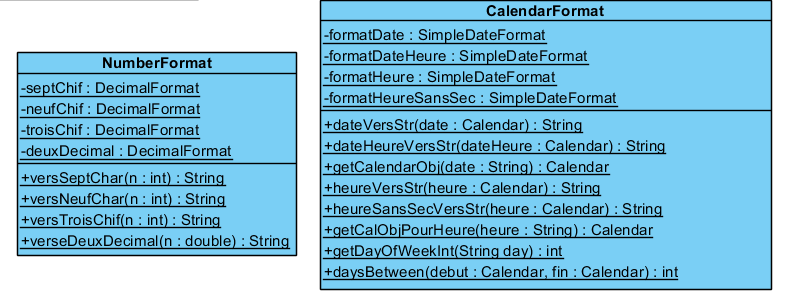 NumberFormat
-septChif : DecimalFormat
-neufChif : DecimalFormat
-troisChif : DecimalFormat
-deuxDecimal : DecimalFormat
+versSeptChar(n : int) : String
+versNeufChar(n : int) : String
+versTroisChif(n : int) : String
+verseDeuxDecimal(n : double) : String
CalendarFormat
-formatDate : SimpleDateFormat
-formatDateHeure : SimpleDateFormat
-formatHeure : SimpleDateFormat
-formatHeureSansSec : SimpleDateFormat
+dateVersStr(date : Calendar) : String
+dateHeureVersStr(dateHeure : Calendar) : String
+getCalendarObj(date : String) : Calendar
+heureVersStr(heure : Calendar) : String
+heureSansSecVersStr(heure : Calendar) : String
+getCalObjPourHeure(heure : String) : Calendar
+getDayOfWeekInt(String day) : int
+daysBetween(debut : Calendar, fin : Calendar) : int